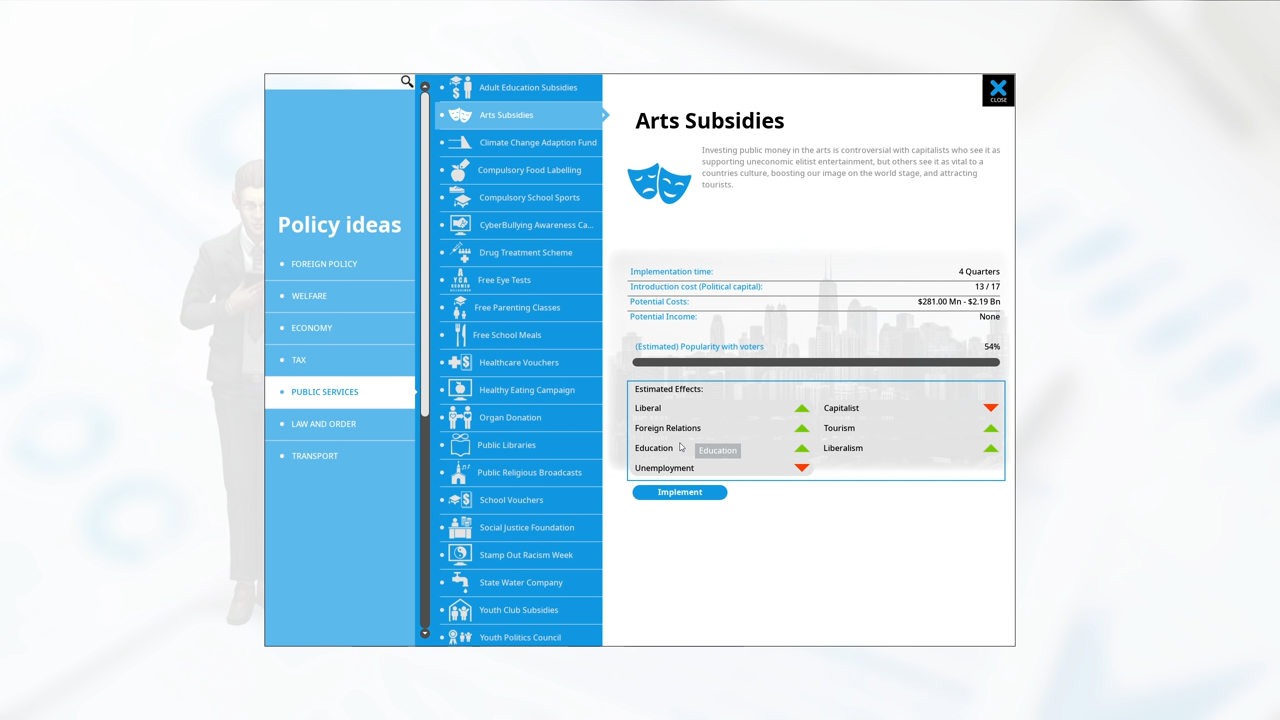 Policy ideas
FOREIGN POLICY
WELFARE
ECONOMY
TAX
PUBLIC SERVICES
LAW AND ORDER
TRANSPORT
Adult Education Subsidies
Arts Subsidies
Climate Change Adaption Fund
Compulsory Food Labelling
Compulsory School Sports
CyberBullying Awareness Ca...
Drug Treatment Scheme
Free Eye Tests
Free Parenting Classes
Free School Meals
Healthcare Vouchers
Healthy Eating Campaign
Organ Donation
Public Libraries
Public Religious Broadcasts
School Vouchers
Social Justice Foundation
Stamp Out Racism Week
State Water Company
Youth Club Subsidies
Youth Politics Council
CLOSE
Arts Subsidies
Investing public money in the arts is controversial with capitalists who see it as
supporting uneconomic elitist entertainment, but others see it as vital to a
countries culture, boosting our image on the world stage, and attracting
tourists.
Implementation time: 4 Quarters
Introduction cost (Political capital): 13 / 17
Potential Costs: $281.00 Mn - $2.19 Bn
Potential Income: None
(Estimated) Popularity with voters 54%
Estimated Effects:
Liberal Capitalist
Foreign Relations Tourism
Education Education Liberalism
Unemployment
Implement